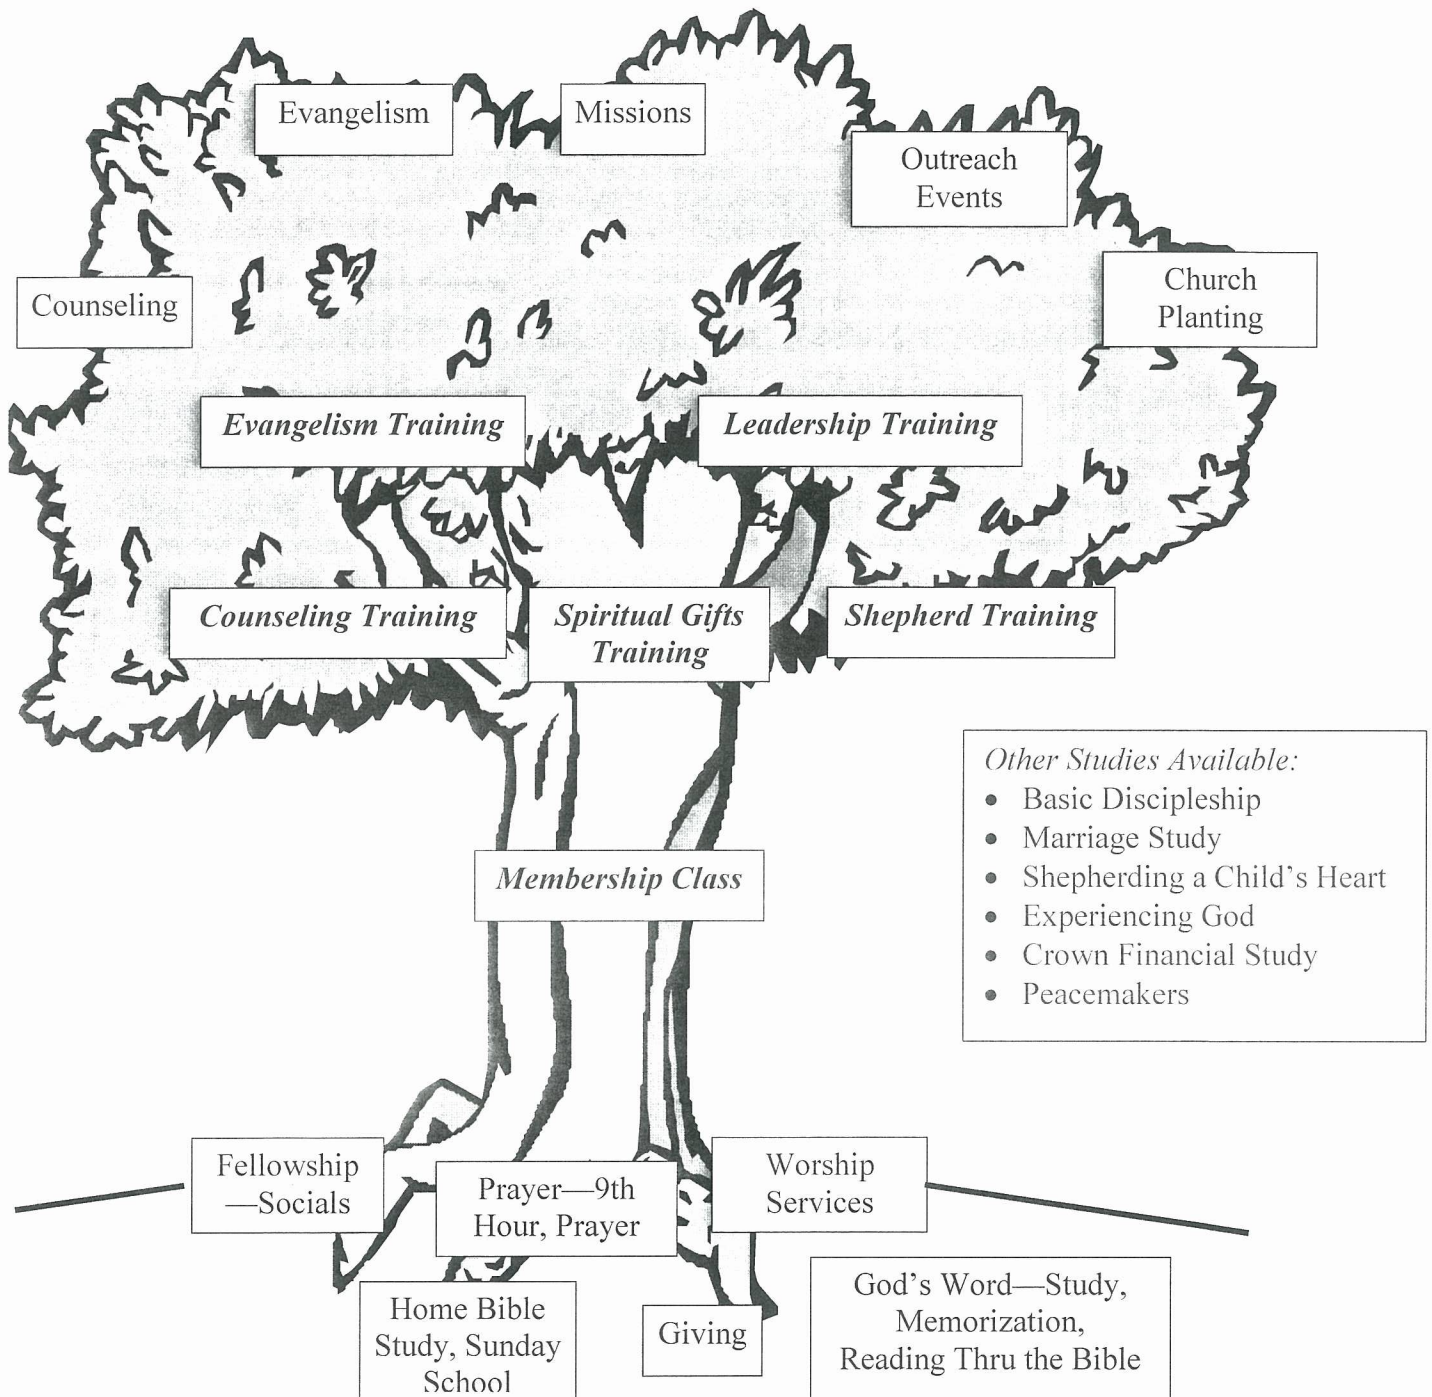 Evangelism
Missions
Outreach
Events
Counseling
Church
Planting
Evangelism Training
Leadership Training
Counseling Training
Spiritual Gifts
Training
Shepherd Training
Other Studies Available:
• Basic Discipleship
• Marriage Study
• Shepherding a Child's Heart
• Experiencing God
• Crown Financial Study
• Peacemakers
Membership Class
Fellowship
—Socials
Prayer—9th
Hour, Prayer
Worship
Services
Home Bible
Study, Sunday
School
Giving
God's Word—Study,
Memorization,
Reading Thru the Bible